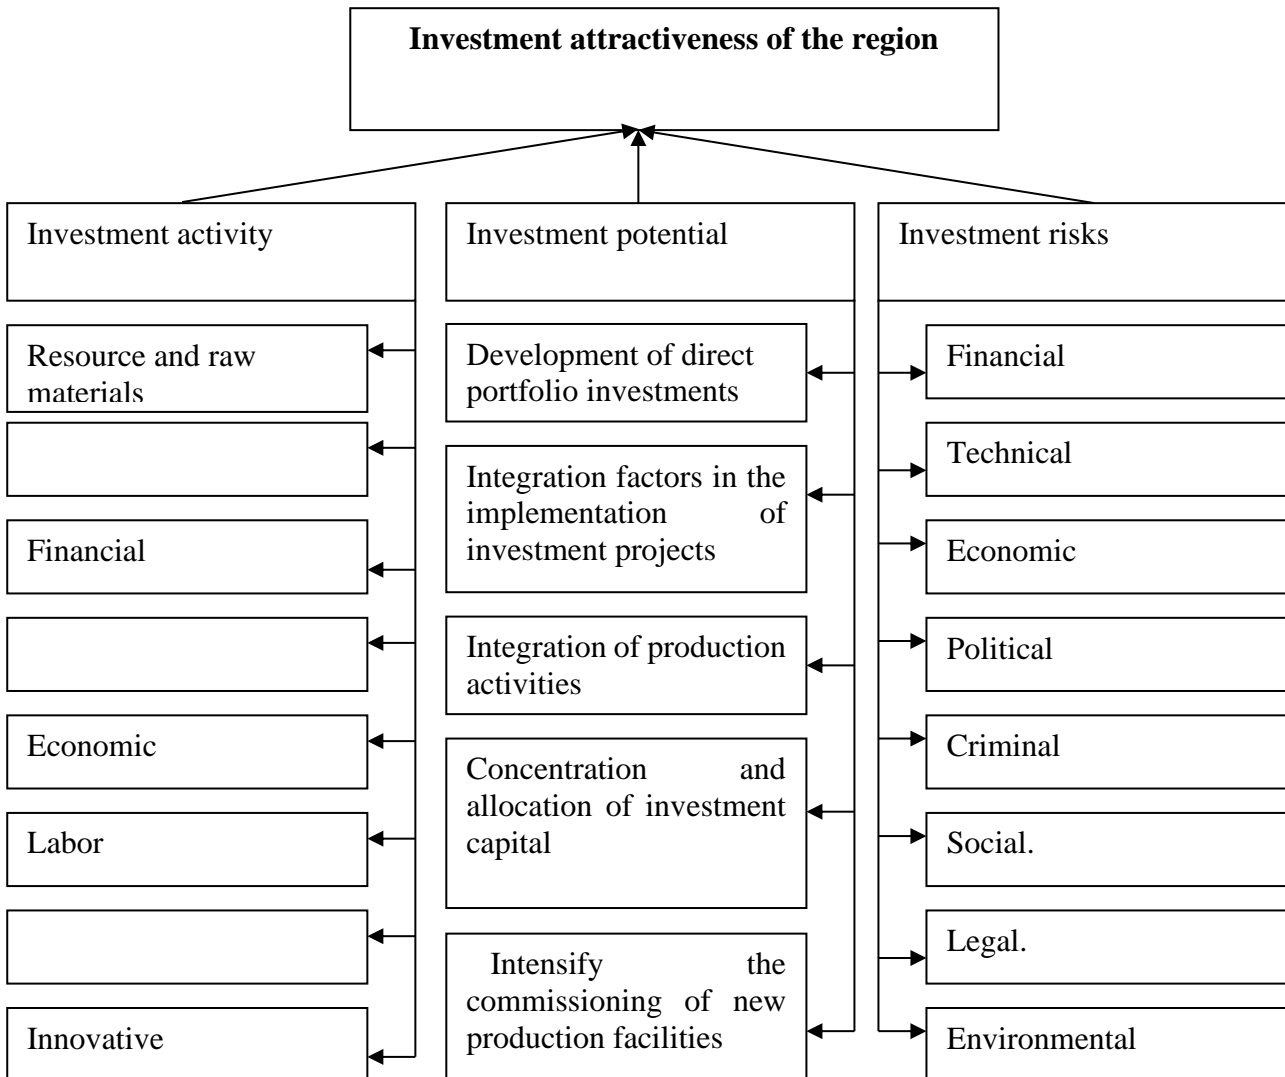 Investment attractiveness of the region
Investment activity
Resource and raw
materials
Financial
Economic
Labor
Innovative
Investment potential
Development of direct
portfolio investments
Integration factors in the
implementation of
investment projects
Integration of production
activities
Concentration and
allocation of investment
capital
Intensify the
commissioning of new
production facilities
Investment risks
Financial
Technical
Economic
Political
Criminal
Social.
Legal.
Environmental